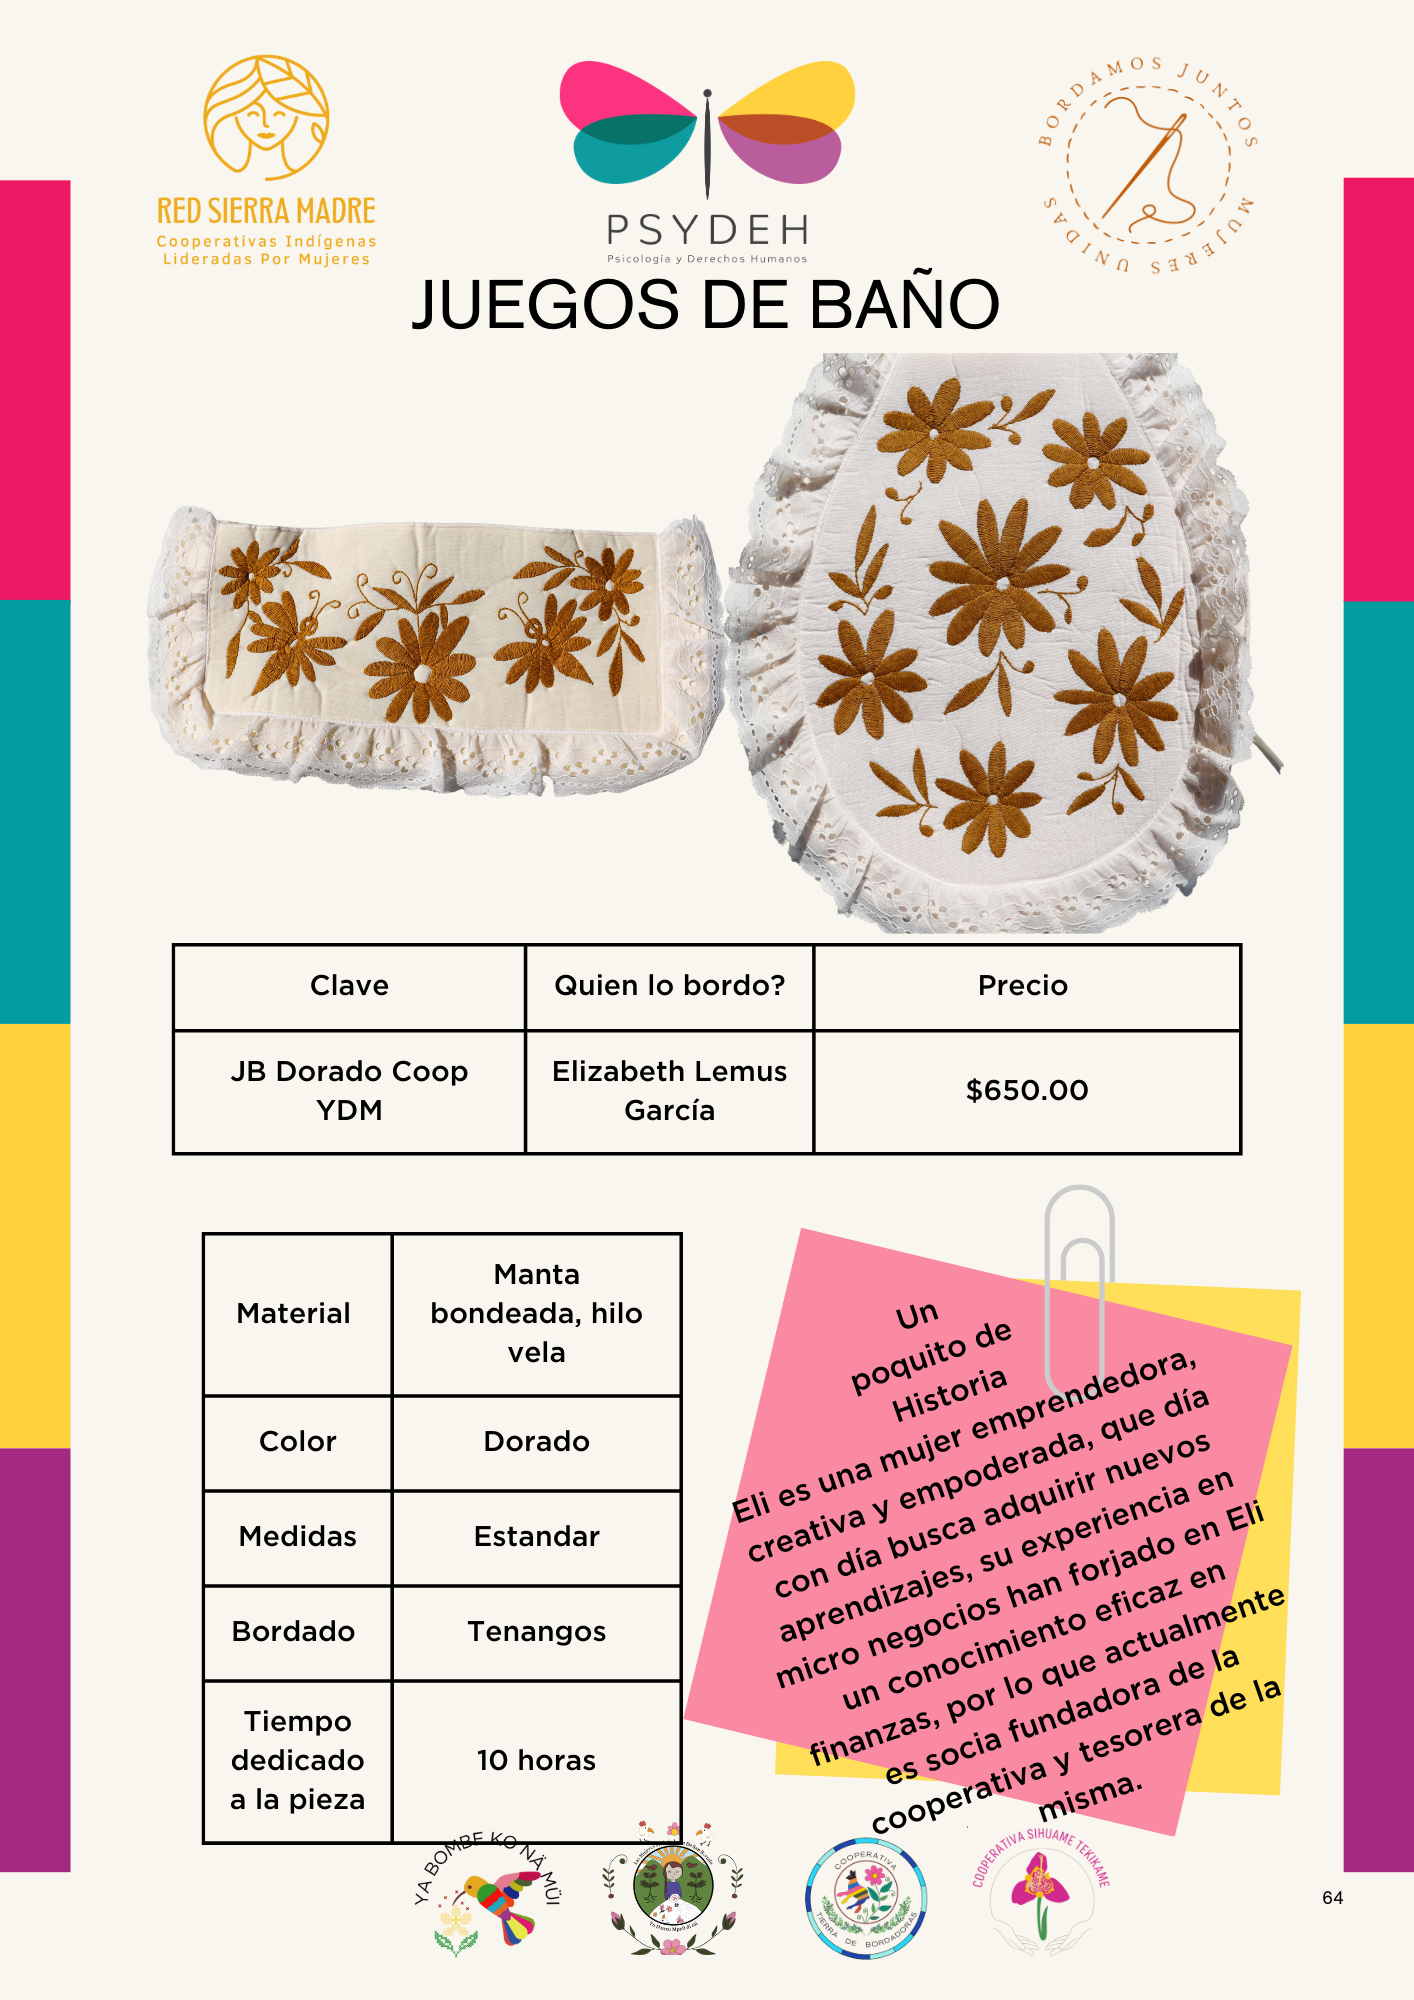 RED SIERRA MADRE
Cooperativas Indígenas
Lideradas Por Mujeres
PSYDEH
Psicología y Derechos Humanos
BORDAMOS JUNTOS
MUJERES UNIDAS
JUEGOS DE BAÑO
Clave
Quien lo bordo?
Precio
JB Dorado Coop
YDM
Elizabeth Lemus
García
$650.00
Material
Manta
bondeada, hilo
vela
Color
Dorado
Medidas
Estandar
Bordado
Tenangos
Tiempo
dedicado
a la pieza
10 horas
Un
poquito de
Historia
Eli es una mujer emprendedora,
creativa y empoderada, que día
con día busca adquirir nuevos
aprendizajes, su experiencia en
micro negocios han forjado en Eli
un conocimiento eficaz en
finanzas, por lo que actualmente
es socia fundadora de la
cooperativa y tesorera de la
misma.
YA BOMBE KO NÄ MÜI
COOPERATIVA
TIERRA DE BORDADORAS
COOPERATIVA SIHUAME TEKIKAME
64